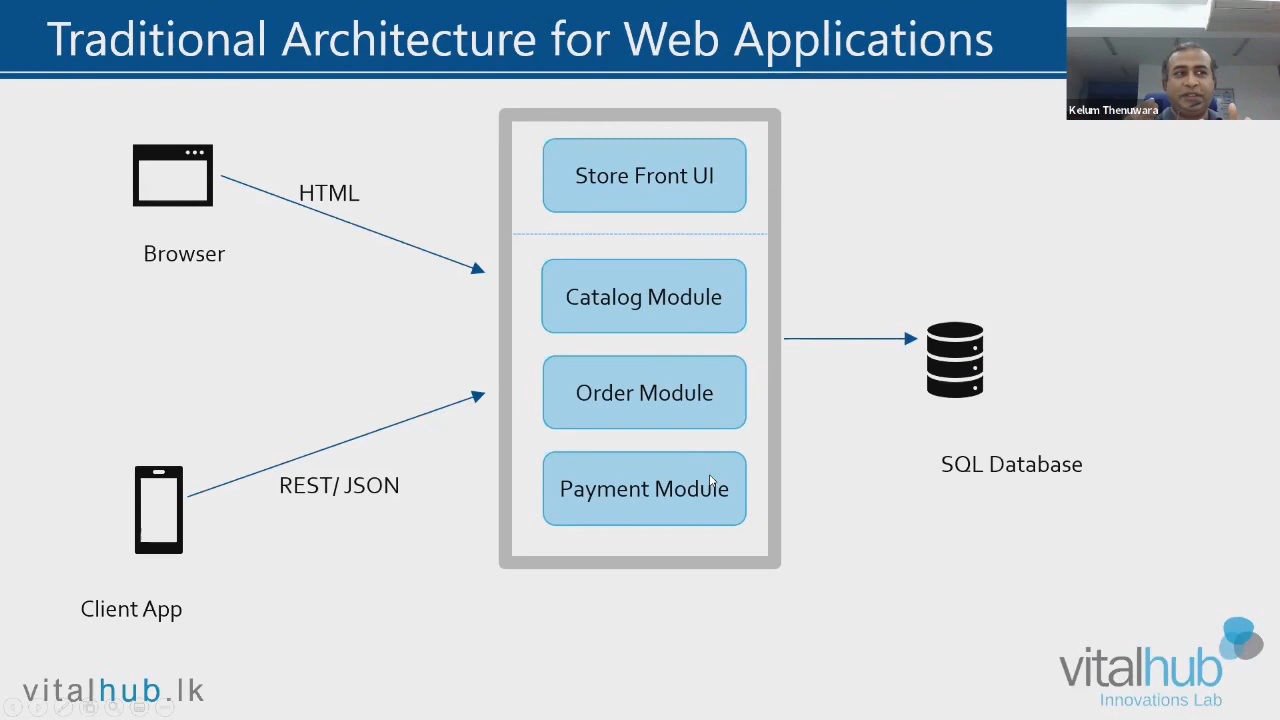 Traditional Architecture for Web Applications
Kelum Thenuwara
HTML
Browser
Store Front UI
Catalog Module
Order Module
Payment Module
REST/ JSON
Client App
SQL Database
vitalhub.lk
vitalhub
Innovations Lab